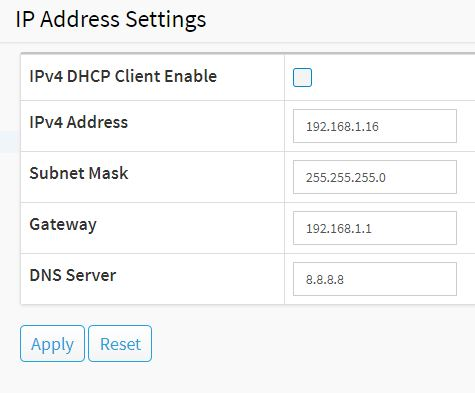 IP Address Settings
IPv4 DHCP Client Enable
IPv4 Address 192.168.1.16
Subnet Mask 255.255.255.0
Gateway 192.168.1.1
DNS Server 8.8.8.8
Apply Reset